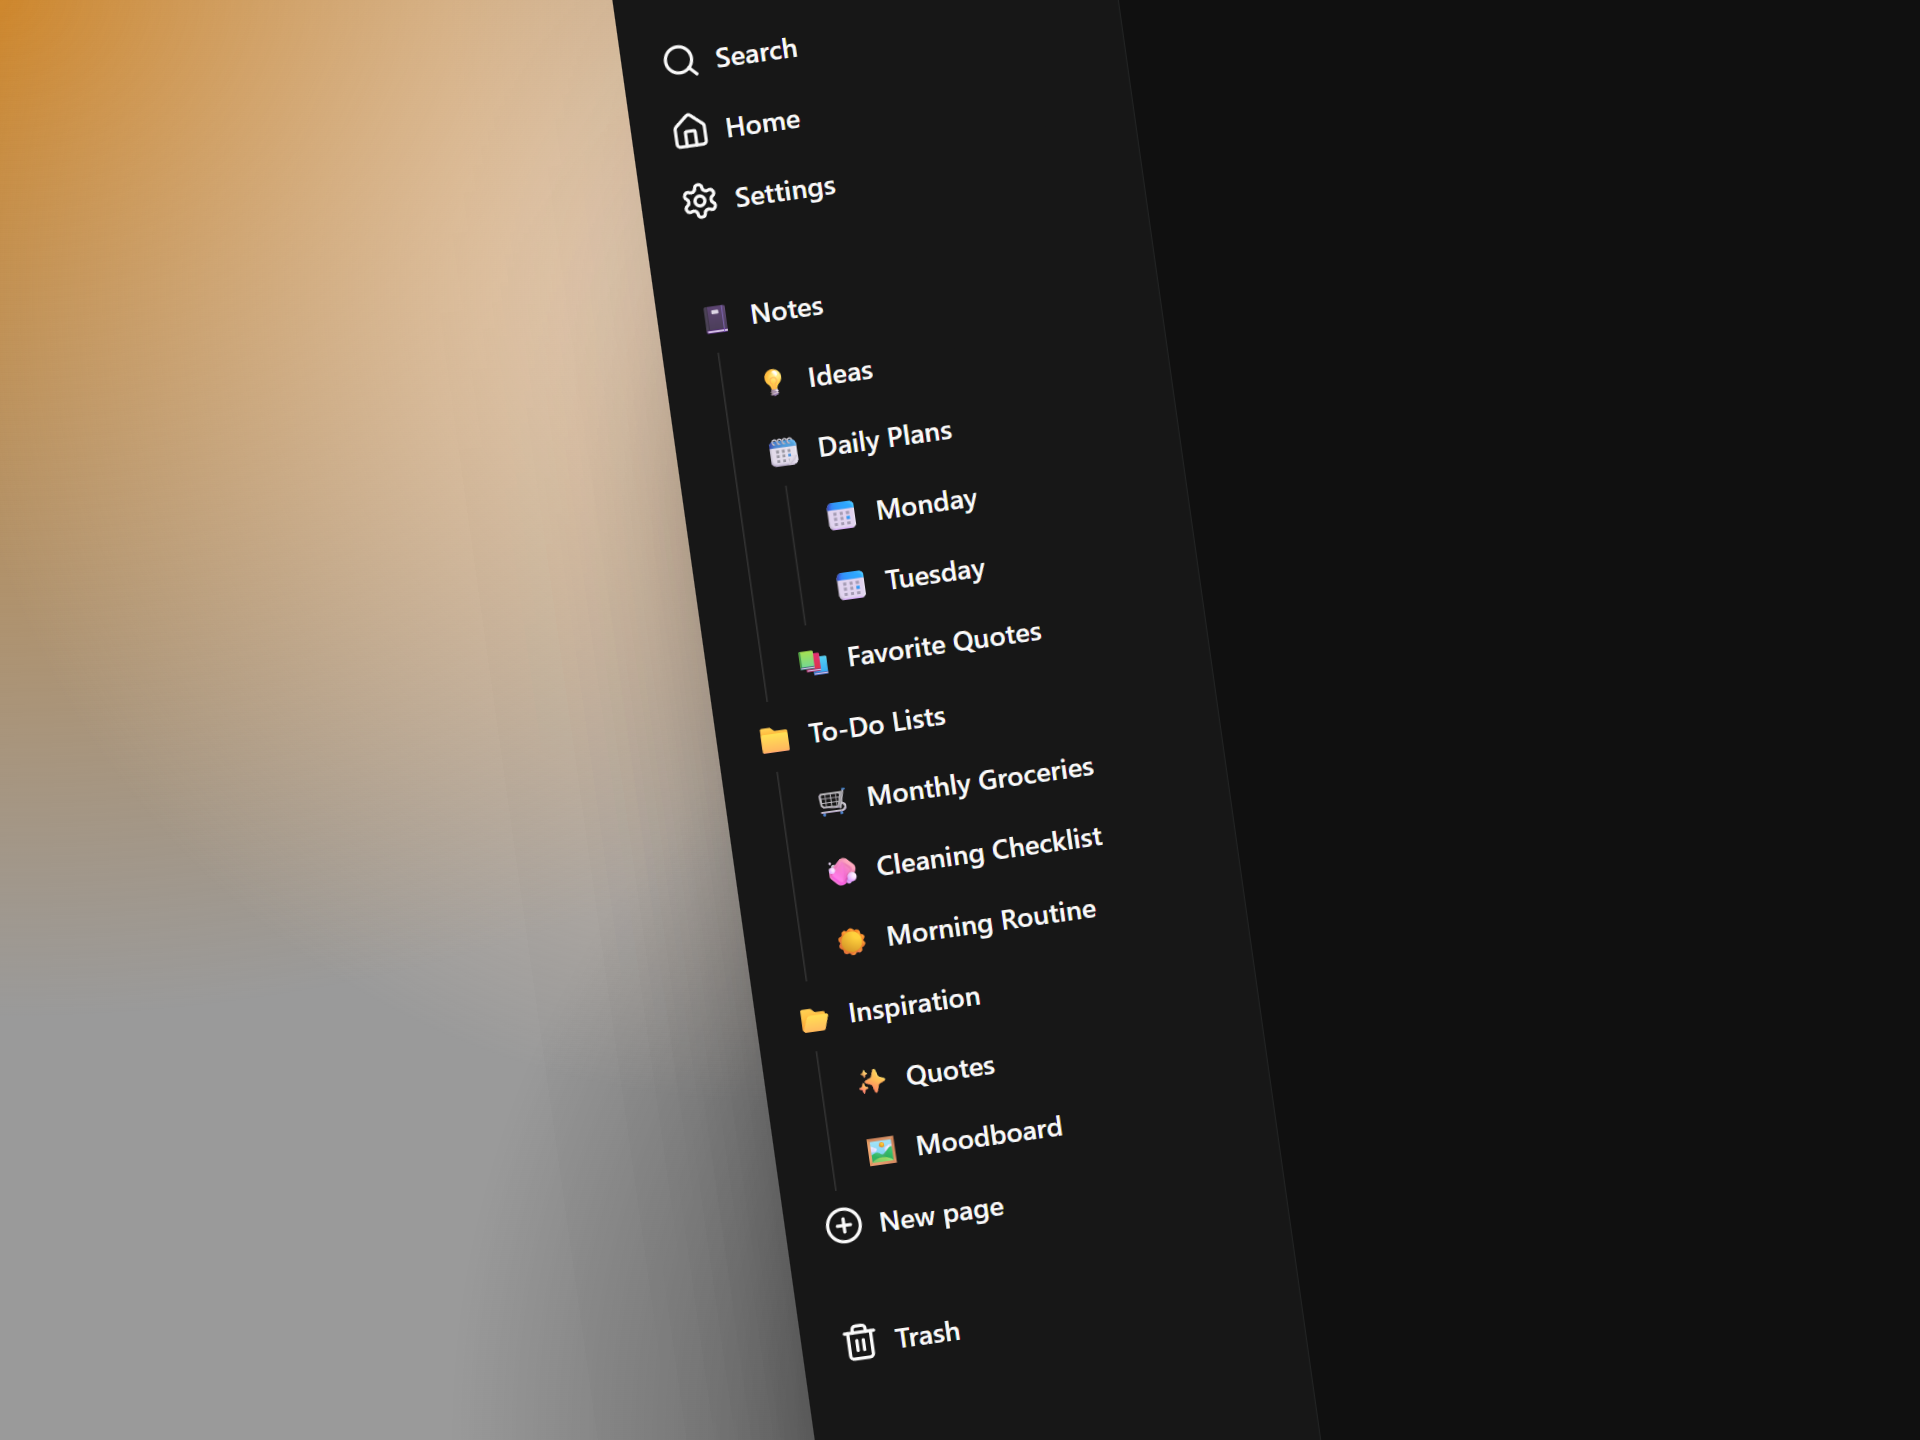 Search
Home
Settings
Notes
Ideas
Daily Plans
Monday
Tuesday
Favorite Quotes
To-Do Lists
Monthly Groceries
Cleaning Checklist
Morning Routine
Inspiration
Quotes
Moodboard
New page
Trash